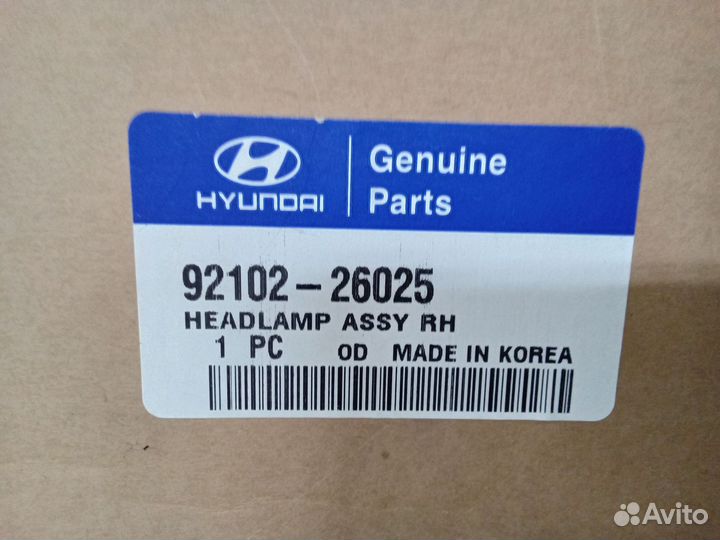 HYUNDAI
Genuine
Parts
92102-26025
HEADLAMP ASSY RH
1 PC OD MADE IN KOREA
Avito